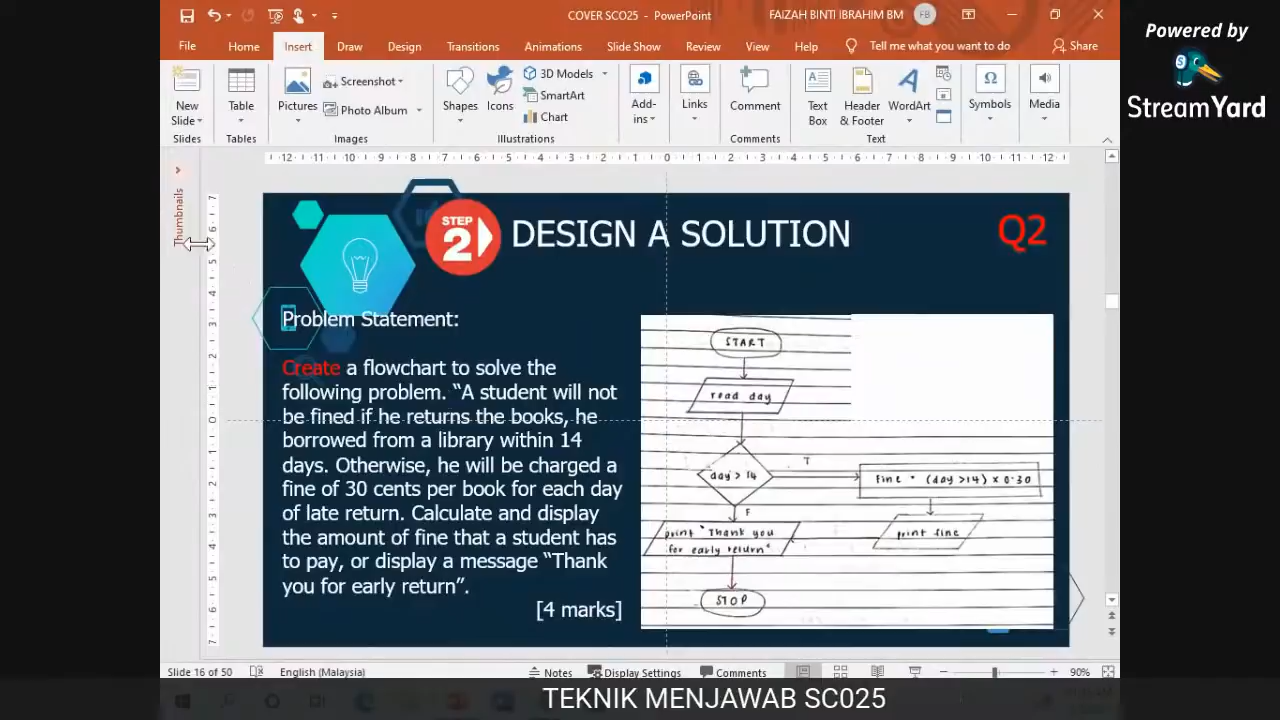 COVER SCO25 - PowerPoint
FAIZAH BINTI IBRAHIM BM
FB
Powered by
StreamYard
File
Home
Insert
Draw
Design
Transitions
Animations
Slide Show
Review
View
Help
Tell me what you want to do
Share
New
Slide
Slides
Table
Tables
Pictures
Screenshot
Photo Album
Images
Shapes
Icons
3D Models
SmartArt
Chart
Illustrations
Add-
ins
Links
Comment
Comments
Text
Box
Header
& Footer
WordArt
Text
Symbols
Media
Thumbnails
STEP
2
DESIGN A SOLUTION
Q2
Problem Statement:
Create a flowchart to solve the
following problem. “A student will not
be fined if he returns the books, he
borrowed from a library within 14
days. Otherwise, he will be charged a
fine of 30 cents per book for each day
of late return. Calculate and display
the amount of fine that a student has
to pay, or display a message “Thank
you for early return”.
[4 marks]
START
read day
day > 14
T
fine = (day >14) x 0.30
print fine
F
print "Thank you
for early return"
STOP
Slide 16 of 50
English (Malaysia)
Notes
Display Settings
Comments
90%
TEKNIK MENJAWAB SC025